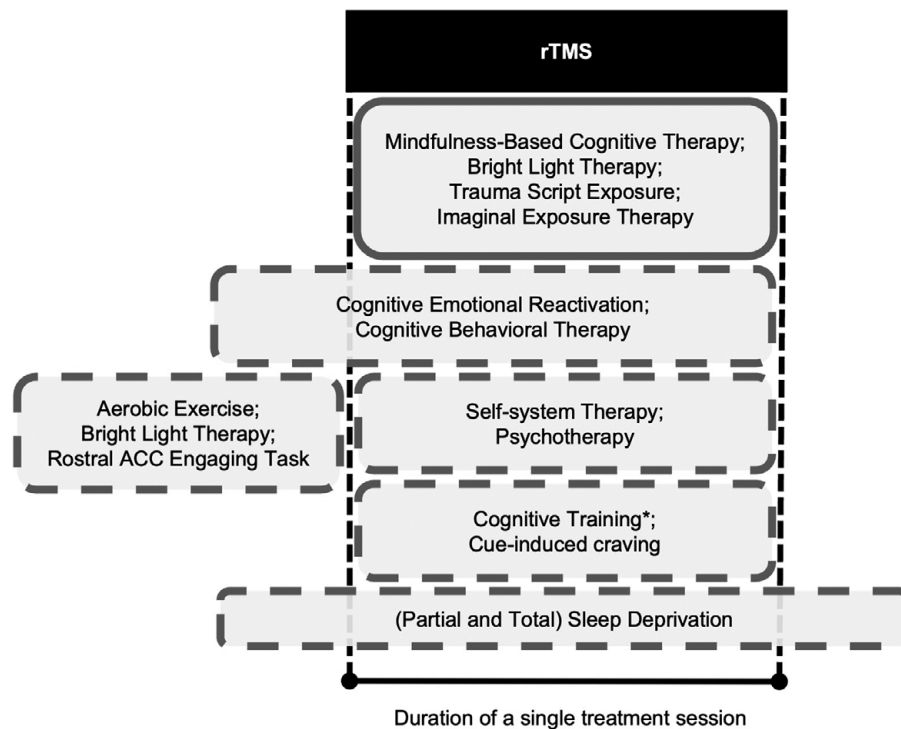 rTMS
Mindfulness-Based Cognitive Therapy;
Bright Light Therapy;
Trauma Script Exposure;
Imaginal Exposure Therapy
Cognitive Emotional Reactivation;
Cognitive Behavioral Therapy
Aerobic Exercise;
Bright Light Therapy;
Rostral ACC Engaging Task
Self-system Therapy;
Psychotherapy
Cognitive Training*;
Cue-induced craving
(Partial and Total) Sleep Deprivation
Duration of a single treatment session